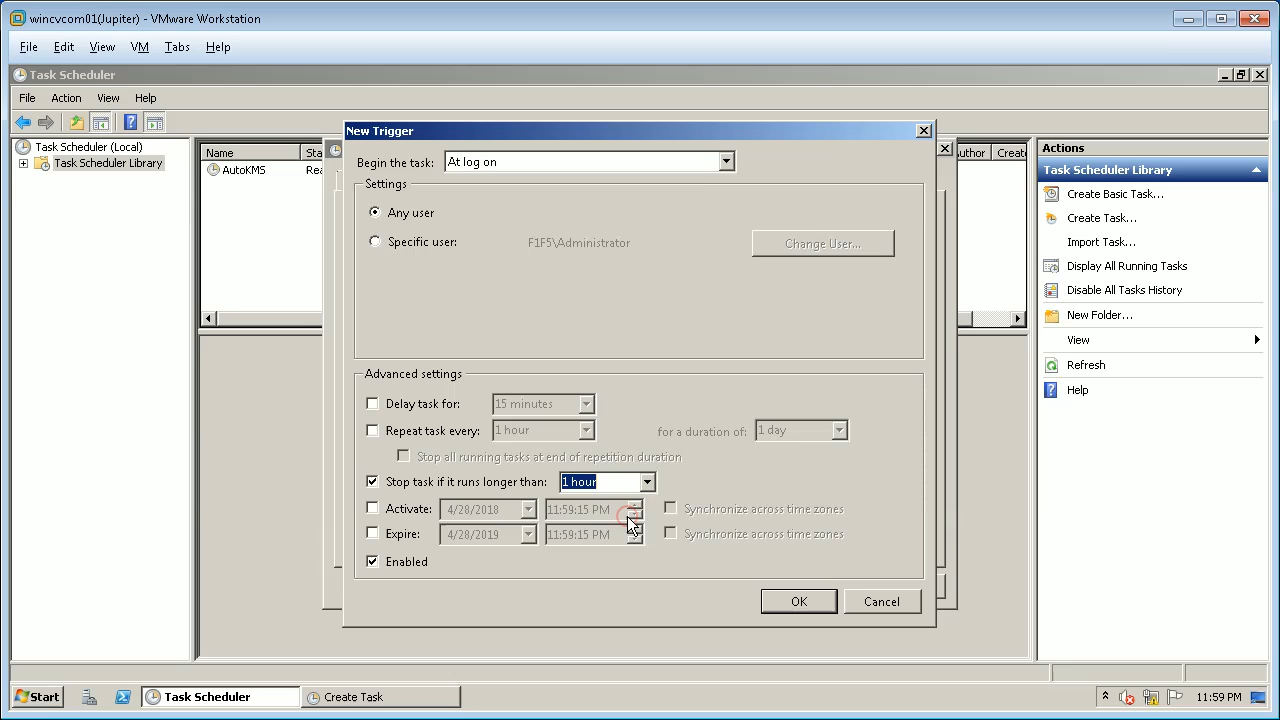 wincvcom01(Jupiter) - VMware Workstation
File Edit View VM Tabs Help
Task Scheduler
File Action View Help
Task Scheduler (Local)
Task Scheduler Library
Name Sta
AutoKMS Rea
uthor Create
New Trigger
Begin the task: At log on
Settings
Any user
Specific user: F1F5\Administrator Change User...
Advanced settings
Delay task for: 15 minutes
Repeat task every: 1 hour for a duration of: 1 day
Stop all running tasks at end of repetition duration
Stop task if it runs longer than: 1 hour
Activate: 4/28/2018 11:59:15 PM Synchronize across time zones
Expire: 4/28/2019 11:59:15 PM Synchronize across time zones
Enabled
OK Cancel
Actions
Task Scheduler Library
Create Basic Task...
Create Task...
Import Task...
Display All Running Tasks
Disable All Tasks History
New Folder...
View
Refresh
Help
Start Task Scheduler Create Task 11:59 PM